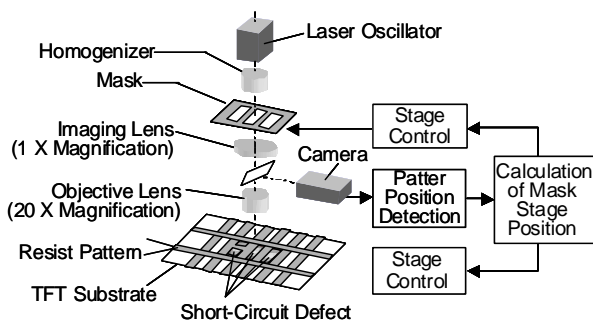 Laser Oscillator
Homogenizer
Mask
Imaging Lens
(1 X Magnification)
Camera
Objective Lens
(20 X Magnification)
Resist Pattern
TFT Substrate
Short-Circuit Defect
Stage
Control
Patter
Position
Detection
Calculation
of Mask
Stage
Position
Stage
Control